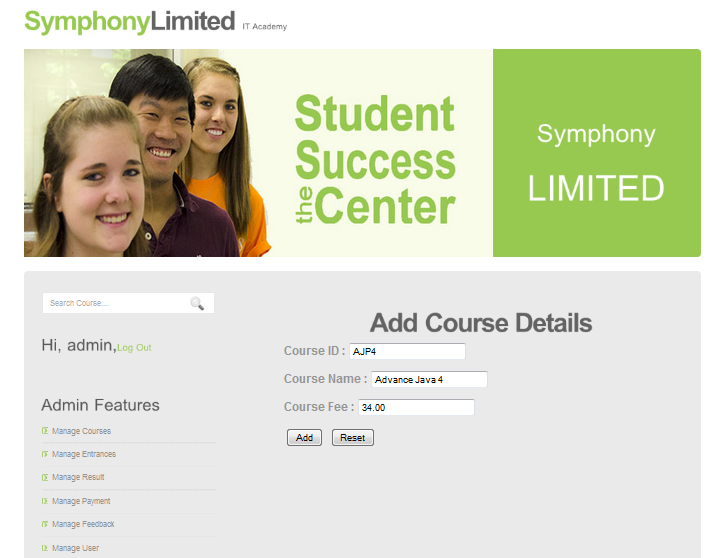 SymphonyLimited IT Academy
Student
Success
the Center
Symphony
LIMITED
Search Course....
Hi, admin,Log Out
Admin Features
Manage Courses
Manage Entrances
Manage Result
Manage Payment
Manage Feedback
Manage User
Add Course Details
Course ID : AJP4
Course Name : Advance Java 4
Course Fee : 34.00
Add Reset